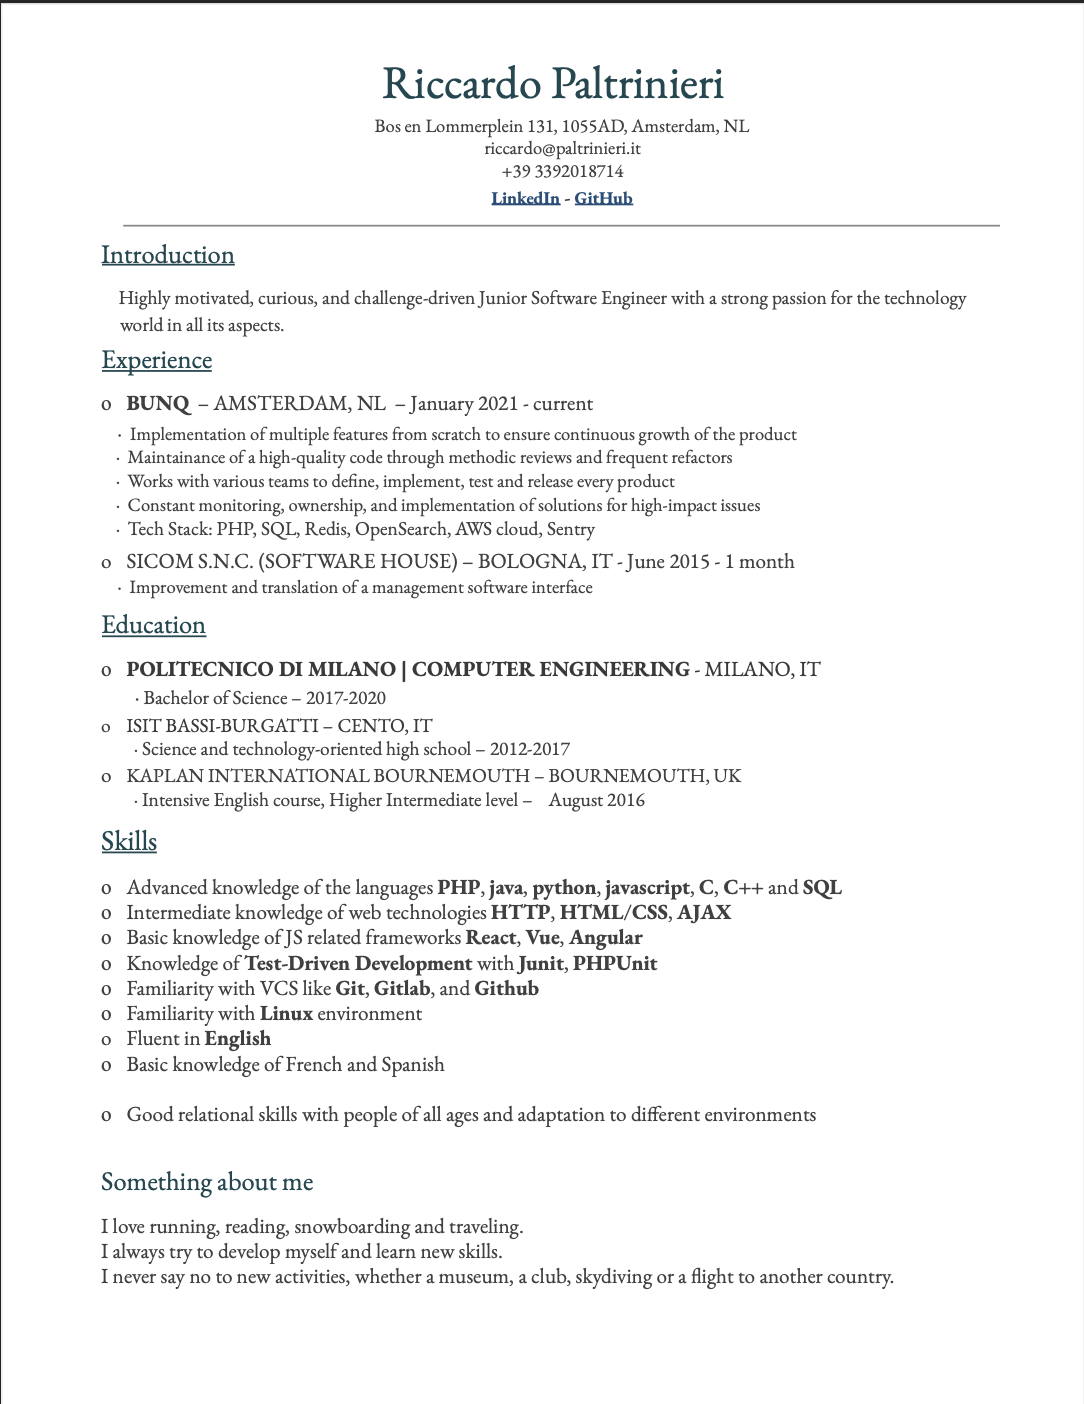 Riccardo Paltrinieri
Bos en Lommerplein 131, 1055AD, Amsterdam, NL
riccardo@paltrinieri.it
+39 3392018714
LinkedIn - GitHub
Introduction
Highly motivated, curious, and challenge-driven Junior Software Engineer with a strong passion for the technology
world in all its aspects.
Experience
o BUNQ – AMSTERDAM, NL – January 2021 - current
· Implementation of multiple features from scratch to ensure continuous growth of the product
· Maintainance of a high-quality code through methodic reviews and frequent refactors
· Works with various teams to define, implement, test and release every product
· Constant monitoring, ownership, and implementation of solutions for high-impact issues
· Tech Stack: PHP, SQL, Redis, OpenSearch, AWS cloud, Sentry
o SICOM S.N.C. (SOFTWARE HOUSE) – BOLOGNA, IT - June 2015 - 1 month
· Improvement and translation of a management software interface
Education
o POLITECNICO DI MILANO | COMPUTER ENGINEERING - MILANO, IT
· Bachelor of Science – 2017-2020
o ISIT BASSI-BURGATTI – CENTO, IT
· Science and technology-oriented high school – 2012-2017
o KAPLAN INTERNATIONAL BOURNEMOUTH – BOURNEMOUTH, UK
· Intensive English course, Higher Intermediate level – August 2016
Skills
o Advanced knowledge of the languages PHP, java, python, javascript, C, C++ and SQL
o Intermediate knowledge of web technologies HTTP, HTML/CSS, AJAX
o Basic knowledge of JS related frameworks React, Vue, Angular
o Knowledge of Test-Driven Development with Junit, PHPUnit
o Familiarity with VCS like Git, Gitlab, and Github
o Familiarity with Linux environment
o Fluent in English
o Basic knowledge of French and Spanish
o Good relational skills with people of all ages and adaptation to different environments
Something about me
I love running, reading, snowboarding and traveling.
I always try to develop myself and learn new skills.
I never say no to new activities, whether a museum, a club, skydiving or a flight to another country.